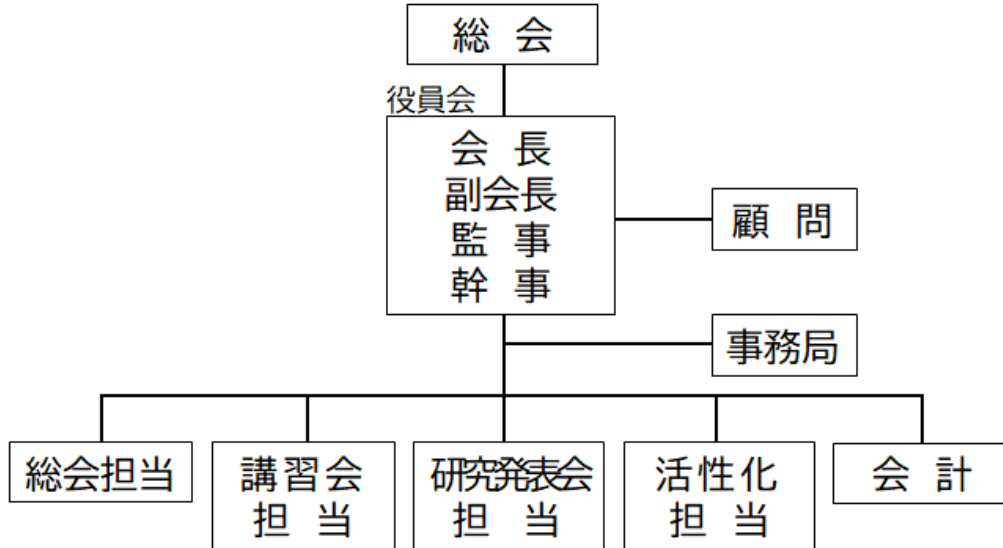 総 会
役員会
会 長
副会長
監 事
幹 事
顧 問
事務局
総会担当
講習会
担 当
研究発表会
担 当
活性化
担 当
会 計